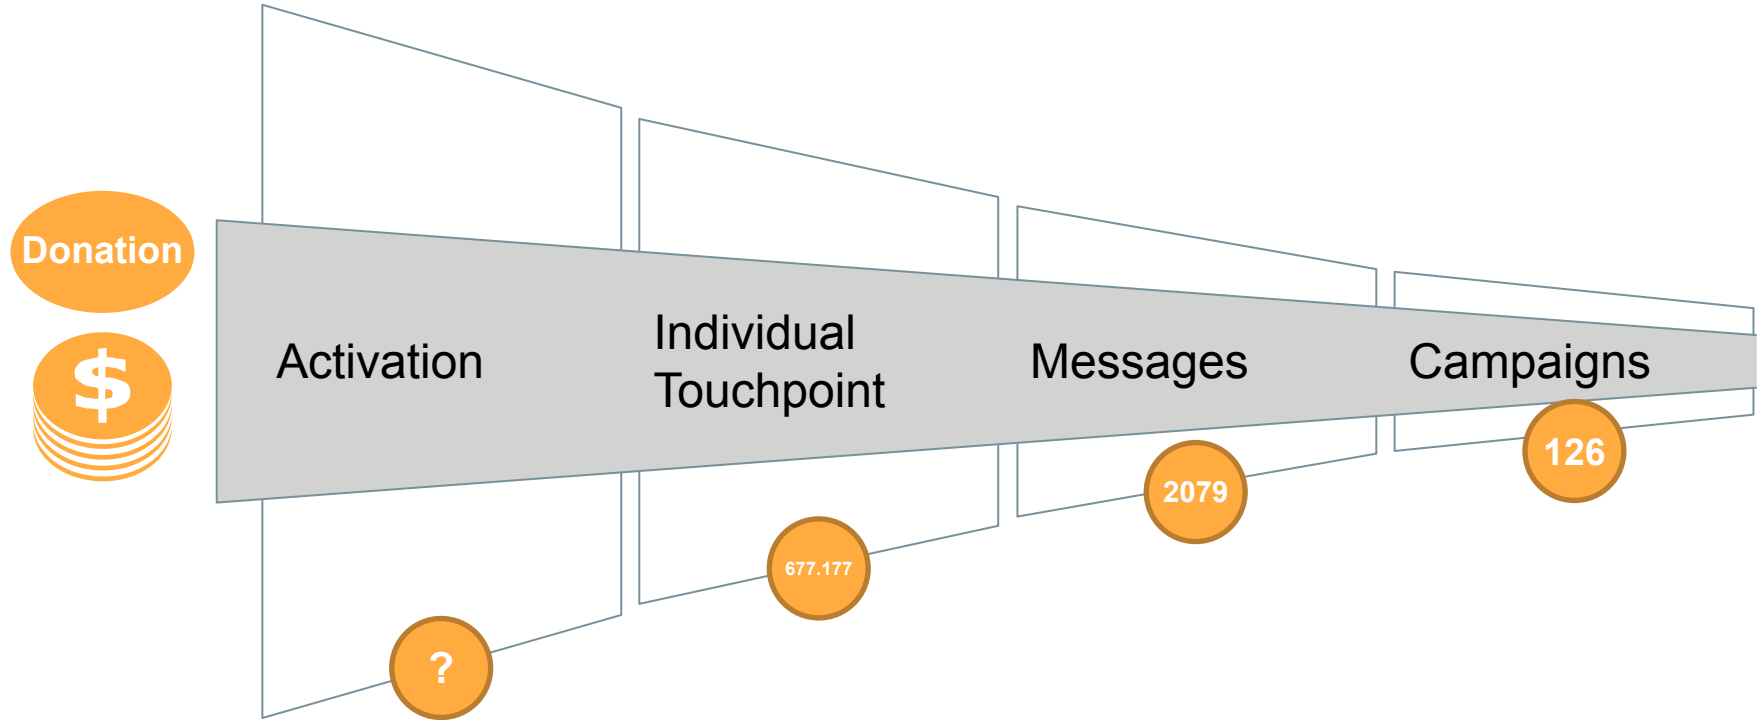 Donation
$
Activation
Individual
Touchpoint
Messages
Campaigns
?
677.177
2079
126